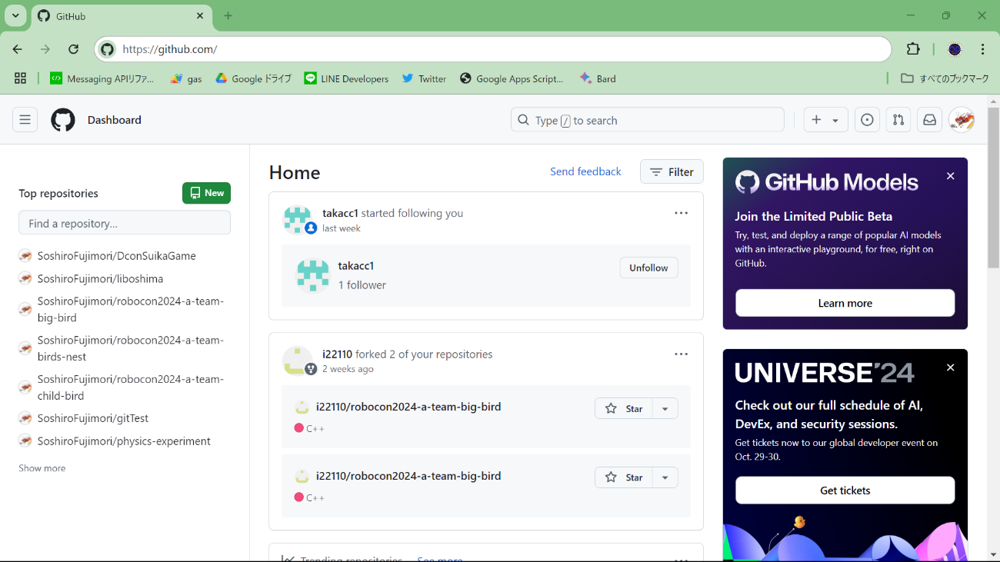 GitHub
https://github.com/
Messaging APIリファ...
gas
Google ドライブ
LINE Developers
Twitter
Google Apps Script...
Bard
すべてのブックマーク
Dashboard
Type / to search
Top repositories
New
Find a repository...
SoshiroFujimori/DconSuikaGame
SoshiroFujimori/liboshima
SoshiroFujimori/robocon2024-a-team-
big-bird
SoshiroFujimori/robocon2024-a-team-
birds-nest
SoshiroFujimori/robocon2024-a-team-
child-bird
SoshiroFujimori/gitTest
SoshiroFujimori/physics-experiment
Show more
Home
Send feedback
Filter
takacc1 started following you
last week
takacc1
1 follower
Unfollow
i22110 forked 2 of your repositories
2 weeks ago
i22110/robocon2024-a-team-big-bird
Star
C++
i22110/robocon2024-a-team-big-bird
Star
C++
Trending repositories
See more
GitHub Models
Join the Limited Public Beta
Try, test, and deploy a range of popular AI models
with an interactive playground, for free, right on
GitHub.
Learn more
UNIVERSE'24
Check out our full schedule of AI,
DevEx, and security sessions.
Get tickets now to our global developer event on
Oct. 29-30.
Get tickets